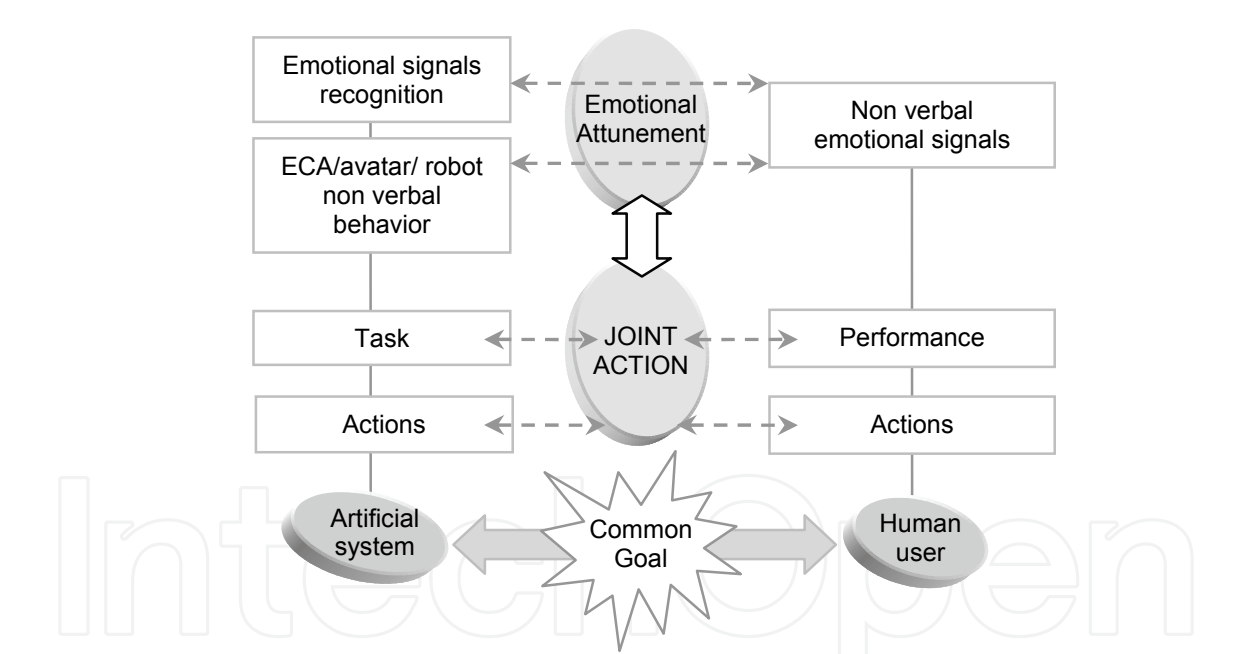 Emotional signals
recognition
Emotional
Attunement
Non verbal
emotional signals
ECA/avatar/ robot
non verbal
behavior
Task
JOINT
ACTION
Performance
Actions
Actions
Artificial
system
Common
Goal
Human
user
IntechOpen